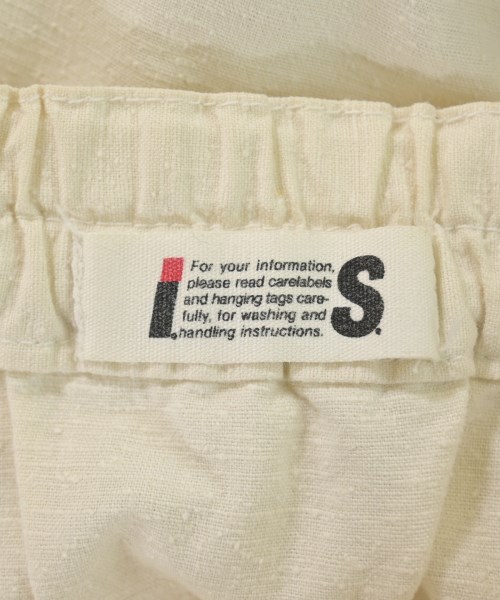 i.S.
For your information,
please read carelabels
and hanging tags care-
fully, for washing and
handling instructions.